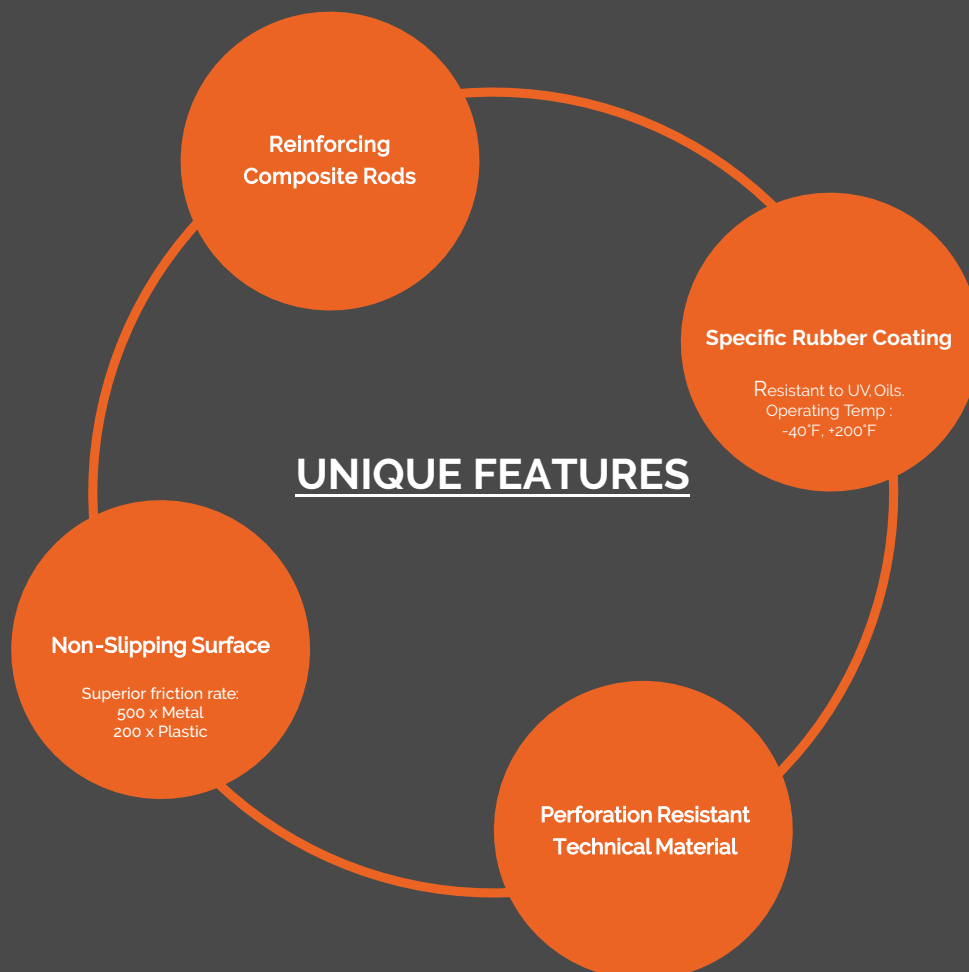 Reinforcing
Composite Rods
Specific Rubber Coating
Resistant to UV, Oils.
Operating Temp :
-40°F, +200°F
UNIQUE FEATURES
Non-Slipping Surface
Superior friction rate:
500 x Metal
200 x Plastic
Perforation Resistant
Technical Material